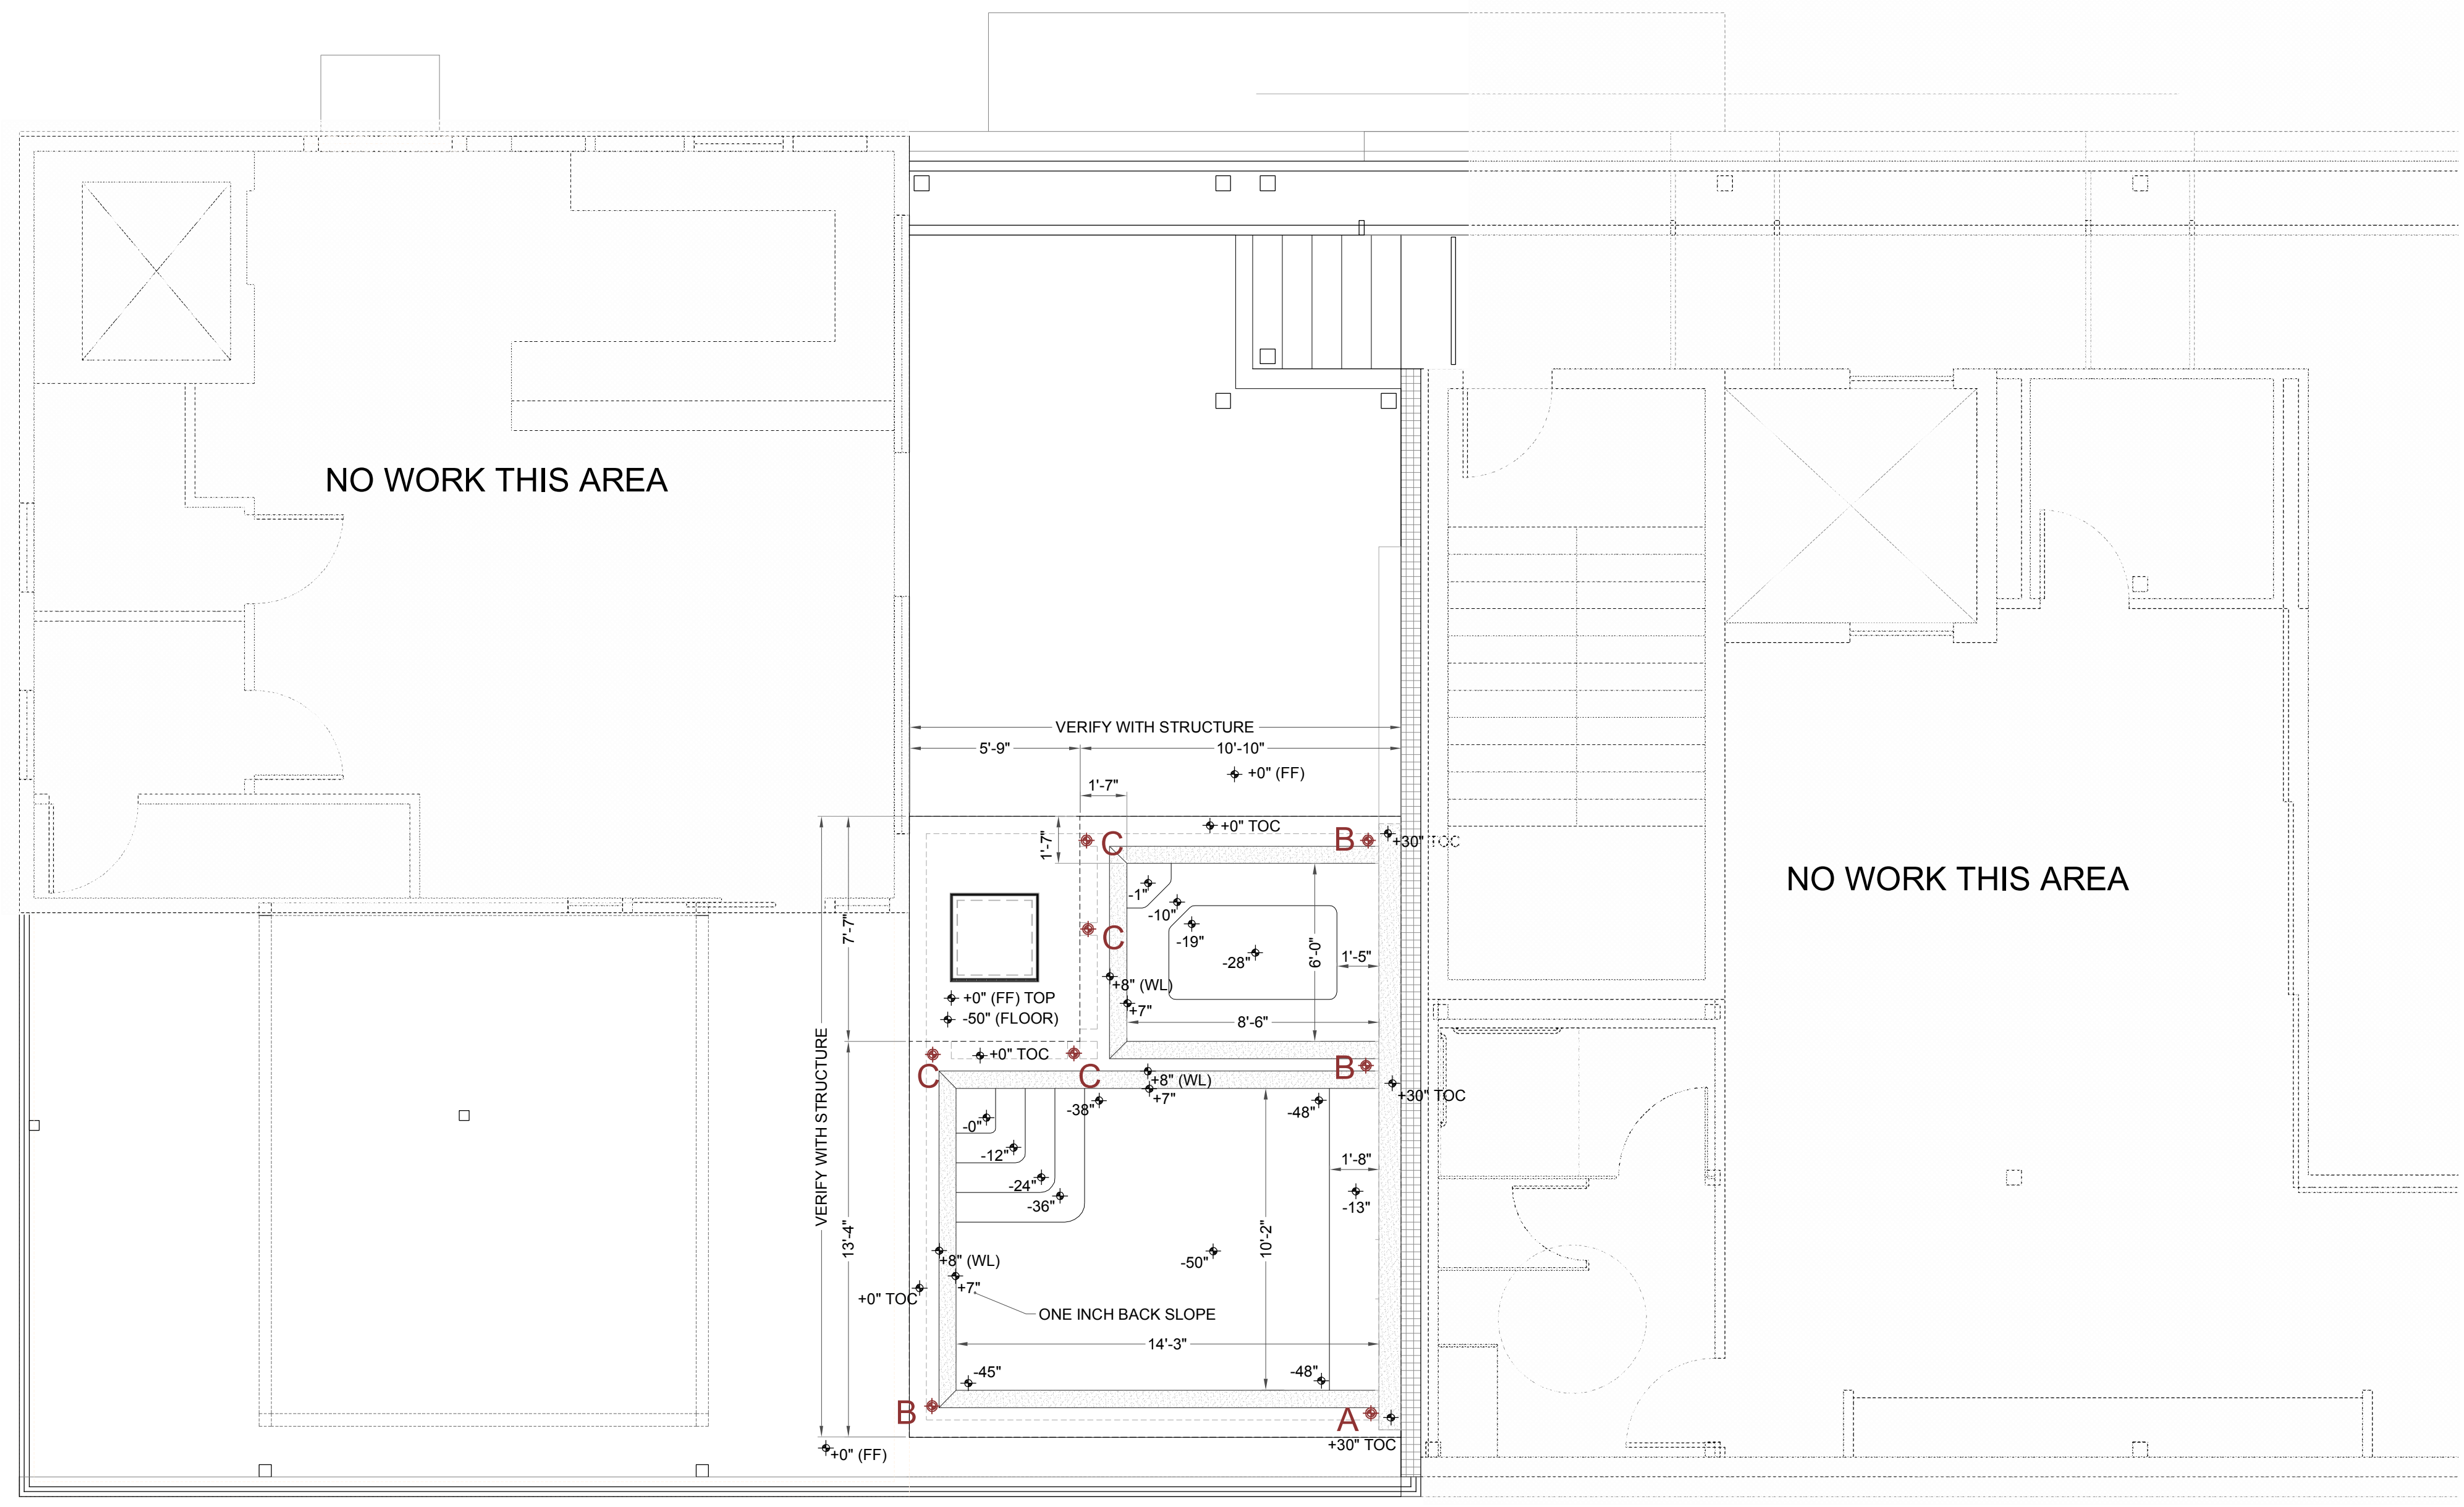 NO WORK THIS AREA
VERIFY WITH STRUCTURE
5'-9"
10'-10"
+0" (FF)
1'-7"
+0" TOC
C
B
+30" TOC
1'-7"
-1"
-10"
NO WORK THIS AREA
7'-7"
C
-19"
6'-0"
1'-5"
-28"
+8" (WL)
+0" (FF) TOP
+7"
-50" (FLOOR)
8'-6"
VERIFY WITH STRUCTURE
+0" TOC
C
C
B
+8" (WL)
+7"
+30" TOC
-38"
-48"
-0"
-12"
1'-8"
-24"
-36"
-13"
13'-4"
10'-2"
+8" (WL)
-50"
+7"
+0" TOC
ONE INCH BACK SLOPE
14'-3"
-45"
-48"
B
A
+30" TOC
+0" (FF)